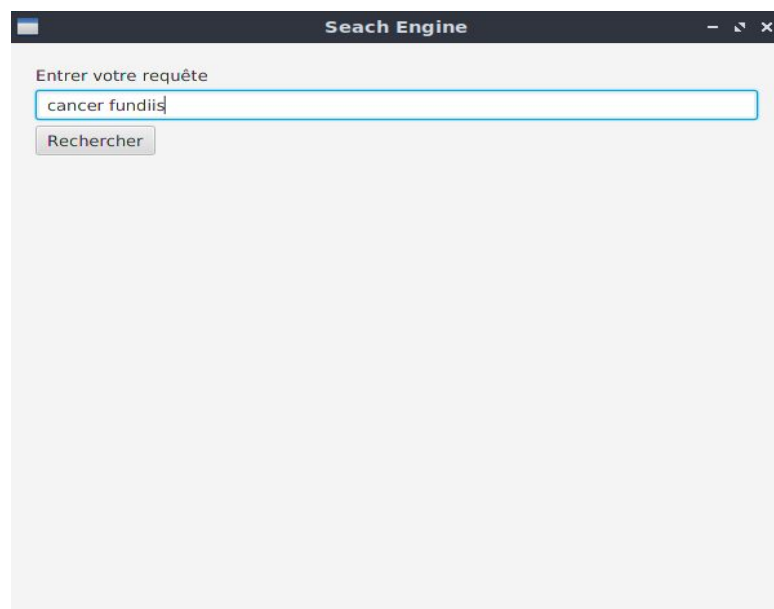 Seach Engine
Entrer votre requête
cancer fundiis
Rechercher